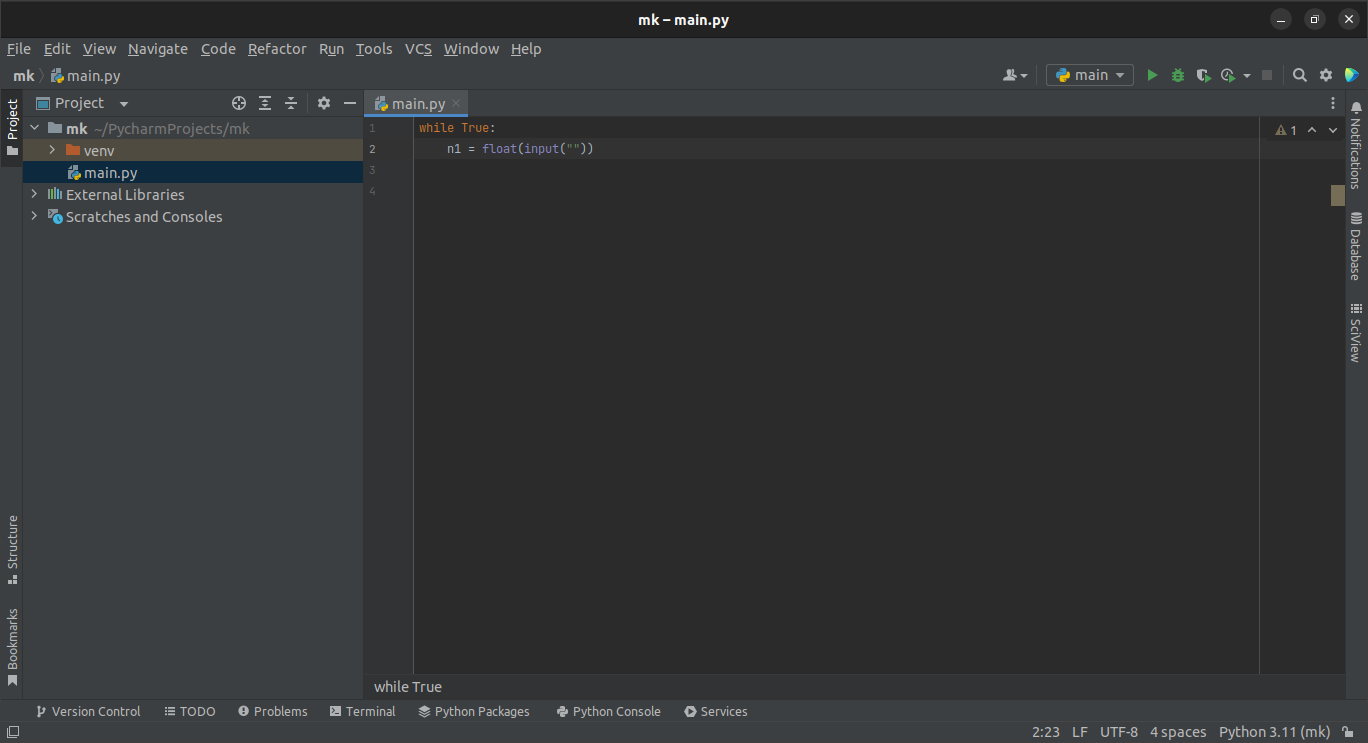 mk – main.py
File Edit View Navigate Code Refactor Run Tools VCS Window Help
mk main.py
main
Project
Project
main.py
mk ~/PycharmProjects/mk
venv
main.py
External Libraries
Scratches and Consoles
1 while True:
2     n1 = float(input(""))
3
4
1
Notifications
Database
SciView
Structure
Bookmarks
while True
Version Control TODO Problems Terminal Python Packages Python Console Services
2:23 LF UTF-8 4 spaces Python 3.11 (mk)